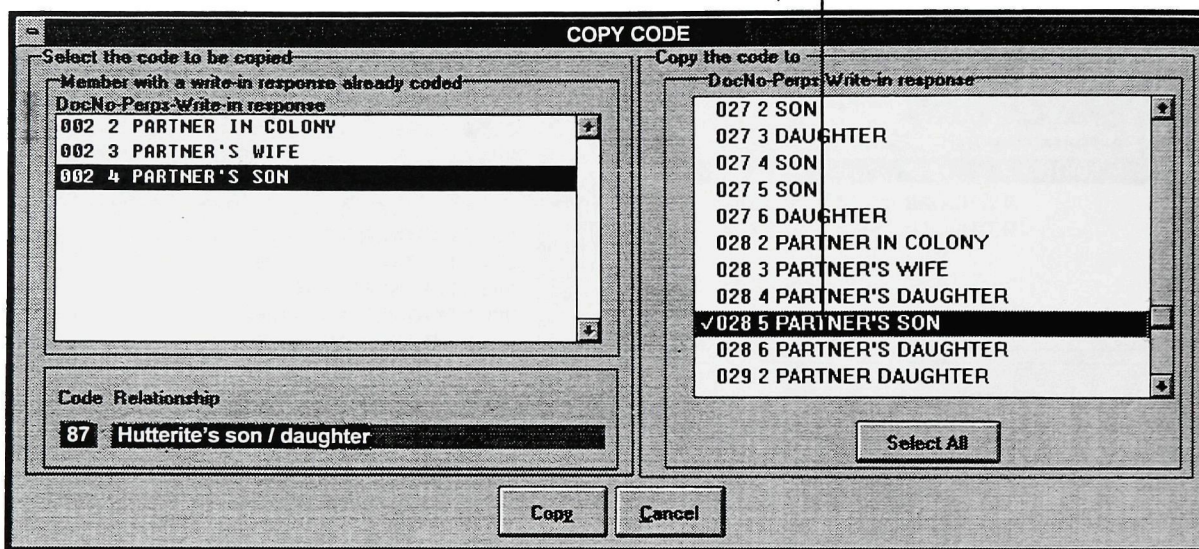 COPY CODE
Select the code to be copied
Member with a write-in response already coded
DocNo-Perps-Write-in response
002 2 PARTNER IN COLONY
002 3 PARTNER'S WIFE
002 4 PARTNER'S SON
Code Relationship
87 Hutterite's son / daughter
Copy the code to
DocNo-Perps-Write-in response
027 2 SON
027 3 DAUGHTER
027 4 SON
027 5 SON
027 6 DAUGHTER
028 2 PARTNER IN COLONY
028 3 PARTNER'S WIFE
028 4 PARTNER'S DAUGHTER
✓028 5 PARTNER'S SON
028 6 PARTNER'S DAUGHTER
029 2 PARTNER DAUGHTER
Select All
Copy
Cancel